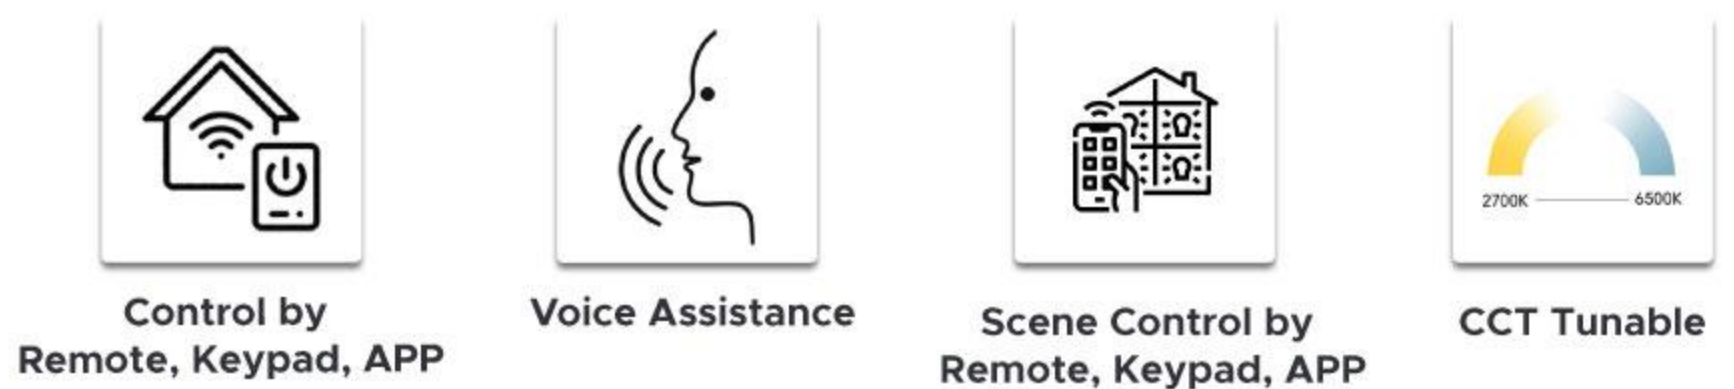 2700K
6500K
Control by
Remote, Keypad, APP
Voice Assistance
Scene Control by
Remote, Keypad, APP
CCT Tunable